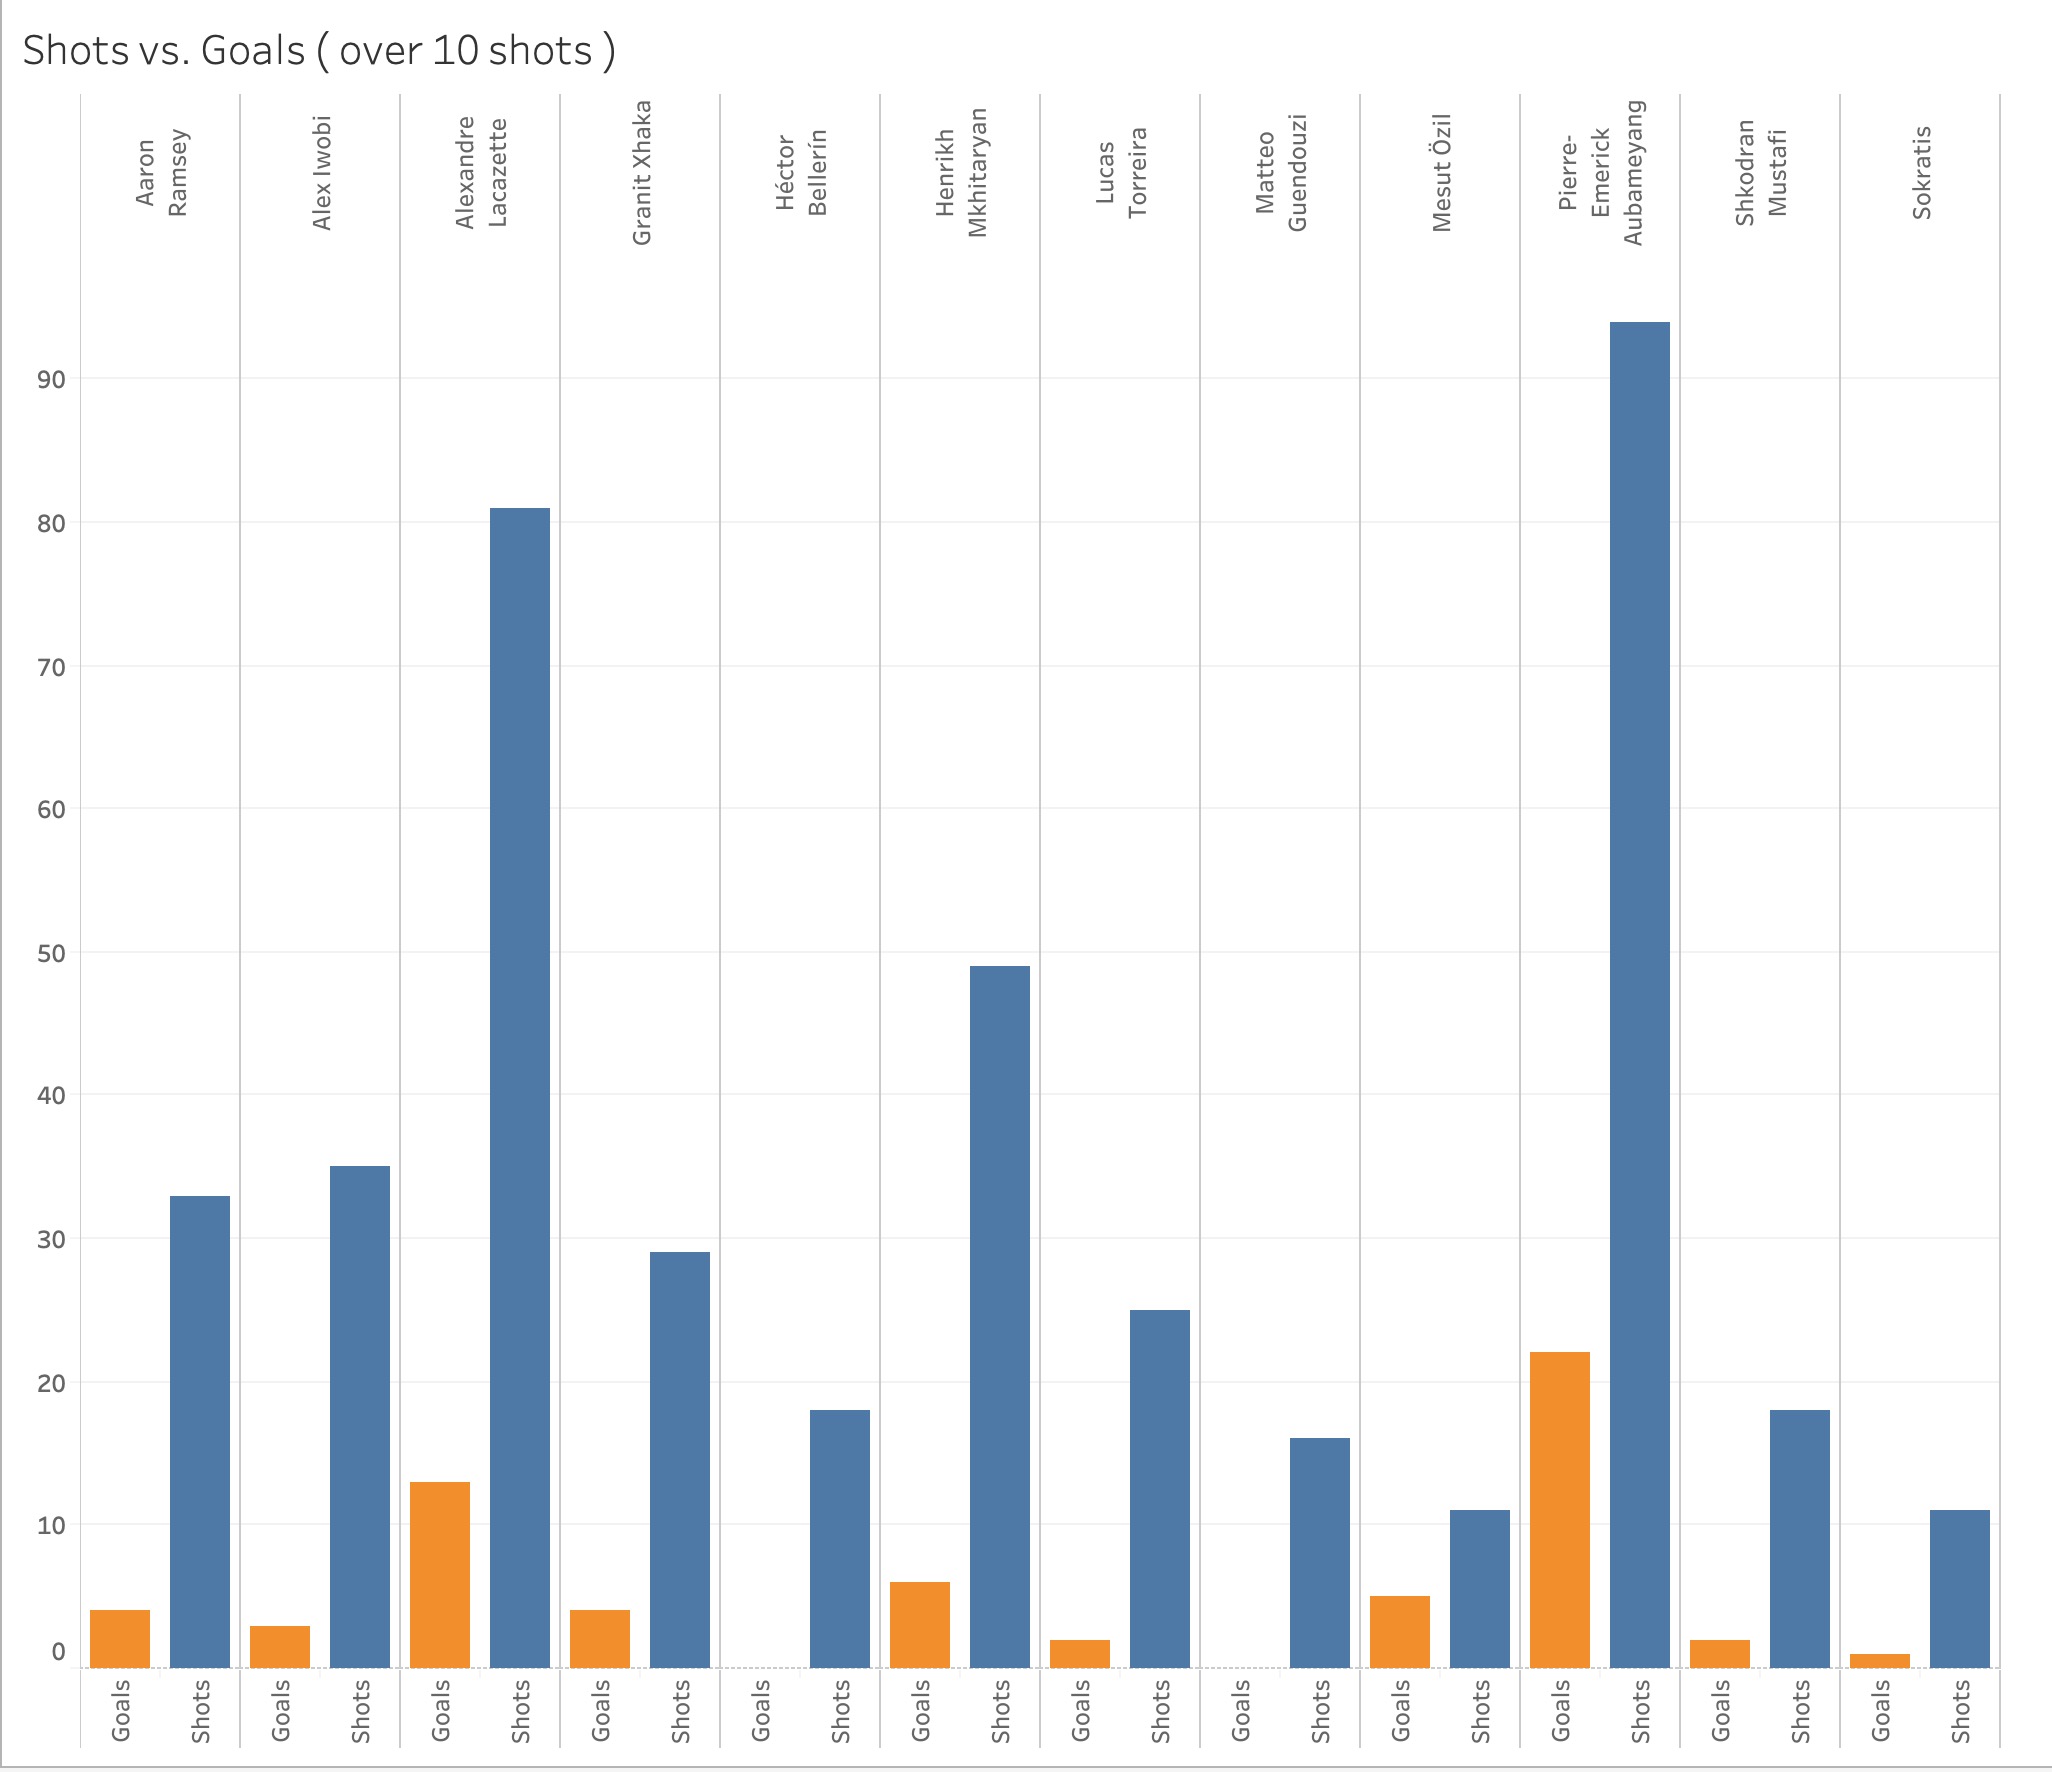 Shots vs. Goals ( over 10 shots )
Aaron
Ramsey
Alex Iwobi
Alexandre
Lacazette
Granit Xhaka
Héctor
Bellerín
Henrikh
Mkhitaryan
Lucas
Torreira
Matteo
Guendouzi
Mesut Özil
Pierre-
Emerick
Aubameyang
Shkodran
Mustafi
Sokratis
90
80
70
60
50
40
30
20
10
0
Goals
Shots
Goals
Shots
Goals
Shots
Goals
Shots
Goals
Shots
Goals
Shots
Goals
Shots
Goals
Shots
Goals
Shots
Goals
Shots
Goals
Shots
Goals
Shots